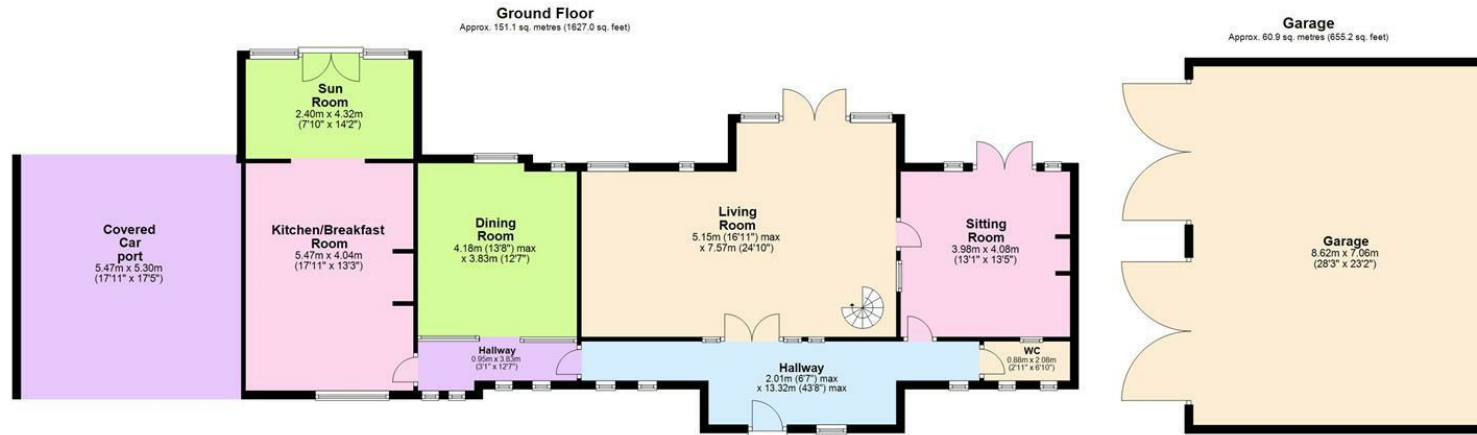 Ground Floor
Approx. 151.1 sq. metres (1627.0 sq. feet)
Garage
Approx. 60.9 sq. metres (655.2 sq. feet)
Sun
Room
2.40m x 4.32m
(7'10" x 14'2")
Covered
Car
port
5.47m x 5.30m
(17'11" x 17'5")
Kitchen/Breakfast
Room
5.47m x 4.04m
(17'11" x 13'3")
Dining
Room
4.18m (13'8") max
x 3.83m (12'7")
Living
Room
5.15m (16'11") max
x 7.57m (24'10")
Sitting
Room
3.98m x 4.08m
(13'1" x 13'5")
Garage
8.62m x 7.06m
(28'3" x 23'2")
Hallway
0.95m x 3.83m
(3'1" x 12'7")
Hallway
2.01m (6'7") max
x 13.32m (43'8") max
WC
0.88m x 2.08m
(2'11" x 6'10")